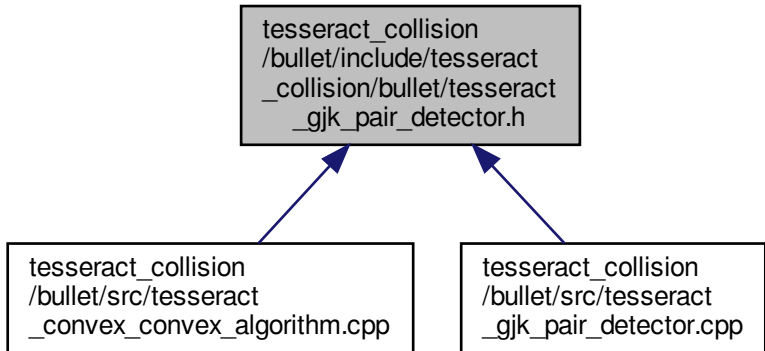 tesseract_collision
/bullet/include/tesseract
_collision/bullet/tesseract
_gjk_pair_detector.h
tesseract_collision
/bullet/src/tesseract
_convex_convex_algorithm.cpp
tesseract_collision
/bullet/src/tesseract
_gjk_pair_detector.cpp